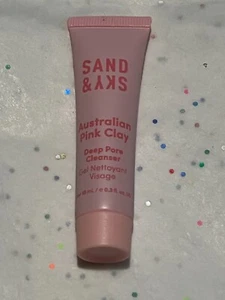 SAND
& SKY
Australian
Pink Clay
Deep Pore
Cleanser
Gel Nettoyant
Visage